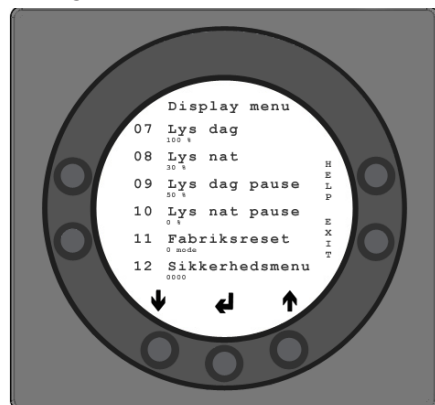 Display menu
07 Lys dag
100 %
08 Lys nat
30 %
09 Lys dag pause
50 %
10 Lys nat pause
0 %
11 Fabriksreset
0 mode
12 Sikkerhedsmenu
0000
HELP
EXIT